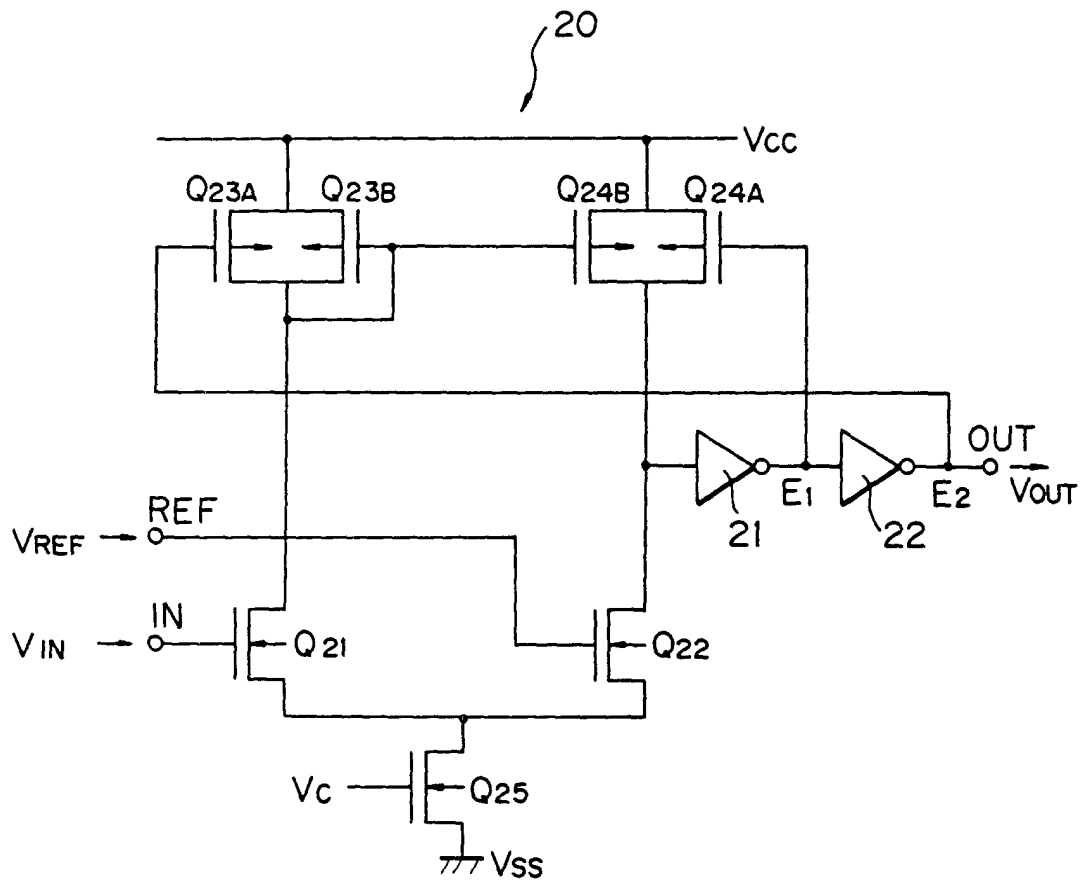 20
VCC
Q23A Q23B Q24B Q24A
OUT
E1 E2 VOUT
21 22
REF
VREF
IN
VIN Q21 Q22
VC Q25
VSS